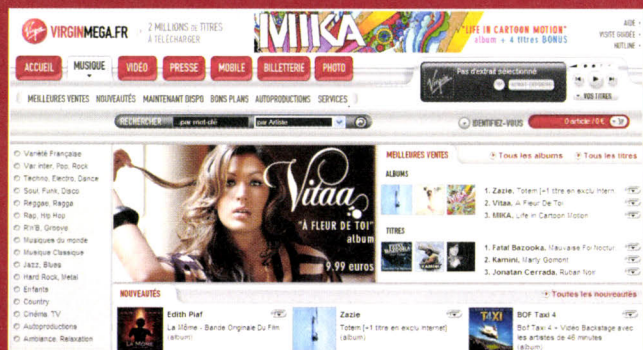 Virgin VIRGINMEGA.FR
2 MILLIONS DE TITRES
À TÉLÉCHARGER
MIKA
"LIFE IN CARTOON MOTION"
album + 4 titres BONUS
AIDE
VISITE GUIDÉE
HOTLINE
ACCUEIL MUSIQUE VIDÉO PRESSE MOBILE BILLETTERIE PHOTO
Virgin
Pas d'extrait sélectionné
VOS TITRES
MEILLEURES VENTES NOUVEAUTÉS MAINTENANT DISPO BONS PLANS AUTOPRODUCTIONS SERVICES
RECHERCHER par mot-clé par Artiste
IDENTIFIEZ-VOUS 0 article / 0 €
Variété Française
Var inter, Pop, Rock
Techno, Electro, Dance
Soul, Funk, Disco
Reggae, Ragga
Rap, Hip Hop
R'n'B, Groove
Musiques du monde
Musique Classique
Jazz, Blues
Hard Rock, Metal
Enfants
Country
Cinéma, TV
Autoproductions
Ambiance, Relaxation
Vitaa
"À FLEUR DE TOI"
album
9.99 euros
MEILLEURES VENTES Tous les albums Tous les titres
ALBUMS
1. Zazie, Totem [+1 titre en exclu intern
2. Vitaa, A Fleur De Toi
3. MIKA, Life in Cartoon Motion
TITRES
1. Fatal Bazooka, Mauvaise Foi Noctur
2. Kamini, Marly Gomont
3. Jonatan Cerrada, Ruban Noir
NOUVEAUTÉS
Toutes les nouveautés
LA MÔME
Edith Piaf
La Môme - Bande Originale Du Film
(album)
Zazie
Totem [+1 titre en exclu internet]
(album)
TAXI
BOF Taxi 4
BOF Taxi 4 - Vidéo Backstage avec
les artistes de 46 minutes
(album)